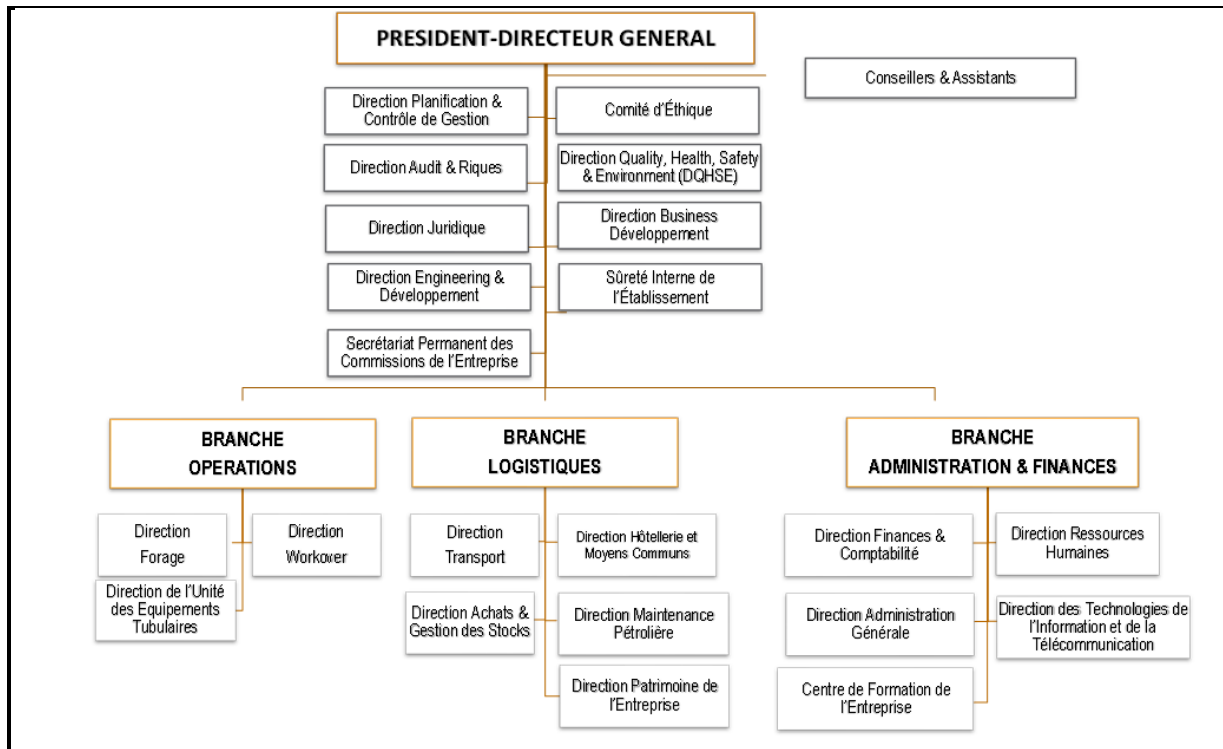 PRESIDENT-DIRECTEUR GENERAL
Conseillers & Assistants
Direction Planification &
Contrôle de Gestion
Comité d'Éthique
Direction Audit & Riques
Direction Quality, Health, Safety
& Environment (DQHSE)
Direction Juridique
Direction Business
Développement
Direction Engineering &
Développement
Sûreté Interne de
l'Établissement
Secrétariat Permanent des
Commissions de l'Entreprise
BRANCHE
OPERATIONS
BRANCHE
LOGISTIQUES
BRANCHE
ADMINISTRATION & FINANCES
Direction
Forage
Direction
Workover
Direction de l'Unité
des Equipements
Tubulaires
Direction
Transport
Direction Hôtellerie et
Moyens Communs
Direction Achats &
Gestion des Stocks
Direction Maintenance
Pétrolière
Direction Patrimoine de
l'Entreprise
Direction Finances &
Comptabilité
Direction Ressources
Humaines
Direction Administration
Générale
Direction des Technologies de
l'Information et de la
Télécommunication
Centre de Formation de
l'Entreprise